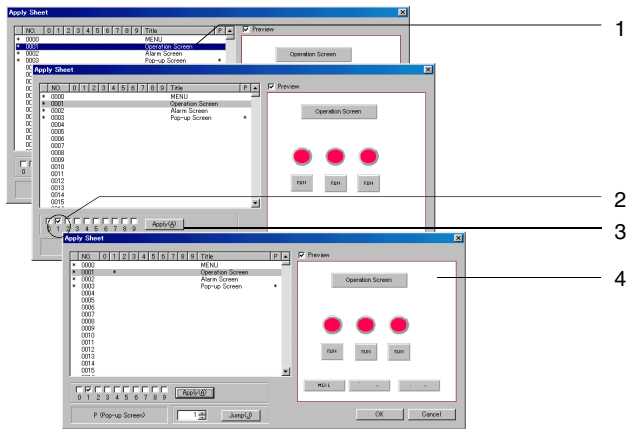 Apply Sheet
NO. 0 1 2 3 4 5 6 7 8 9 Title P
* 0000 MENU
* 0001 Operation Screen
* 0002 Alarm Screen
* 0003 Pop-up Screen *
Preview
Operation Screen
1
Apply Sheet
NO. 0 1 2 3 4 5 6 7 8 9 Title P
* 0000 MENU
* 0001 Operation Screen
* 0002 Alarm Screen
* 0003 Pop-up Screen *
0004
0005
0006
0007
0008
0009
0010
0011
0012
0013
0014
0015
Preview
Operation Screen
RUN RUN RUN
0
0 1 2 3 4 5 6 7 8 9
Apply(A)
2
3
Apply Sheet
NO. 0 1 2 3 4 5 6 7 8 9 Title P
* 0000 MENU
* 0001 * Operation Screen
* 0002 Alarm Screen
* 0003 Pop-up Screen *
0004
0005
0006
0007
0008
0009
0010
0011
0012
0013
0014
0015
Preview
Operation Screen
RUN RUN RUN
4
0 1 2 3 4 5 6 7 8 9
Apply(A)
P (Pop-up Screen)
1
Jump(J)
OK
Cancel